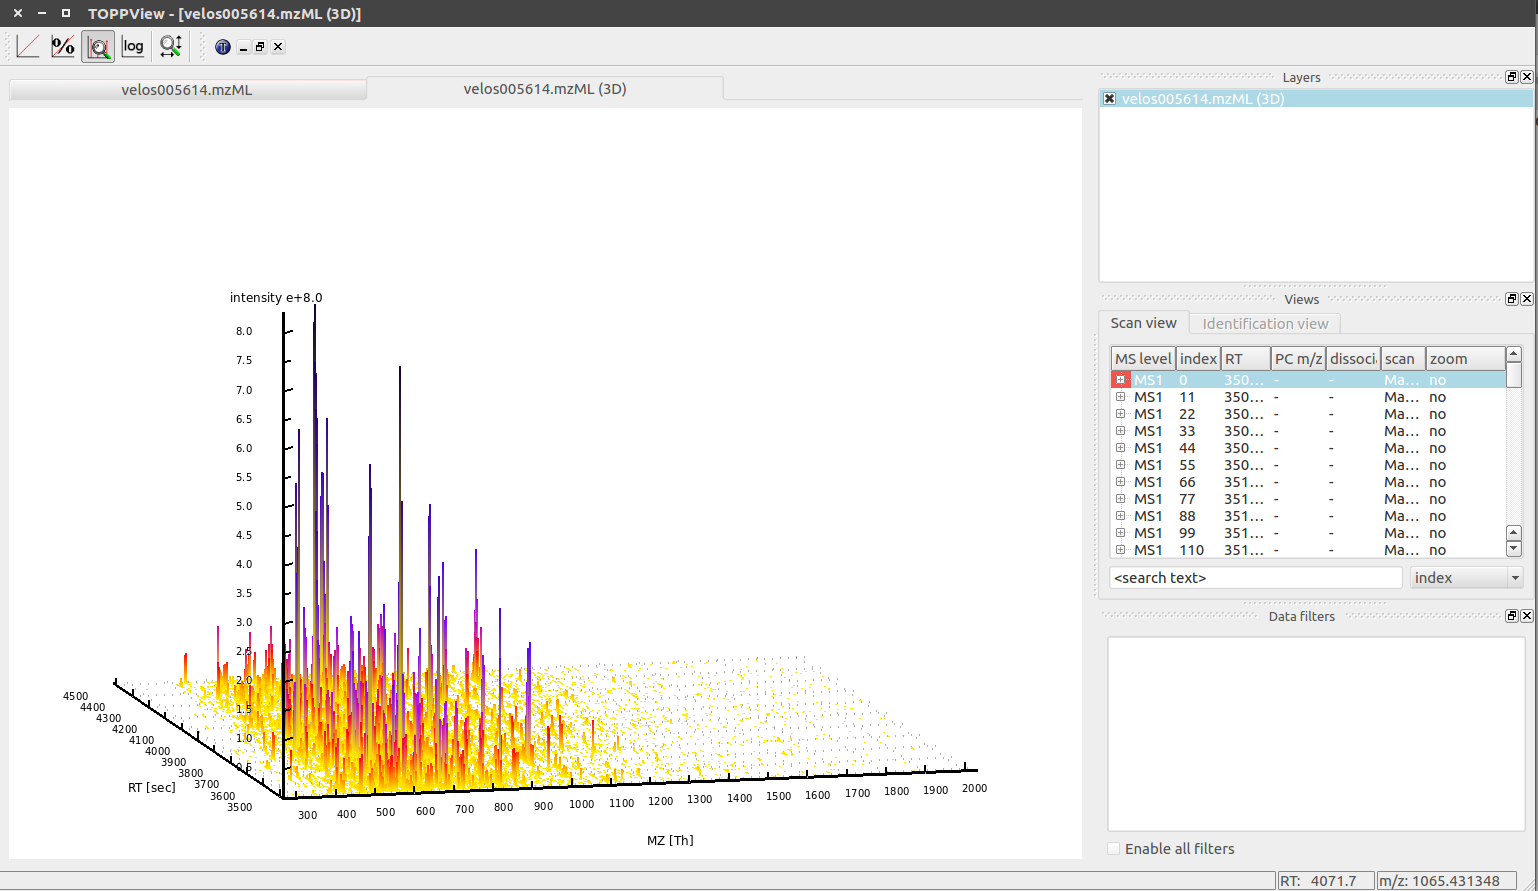 TOPPView - [velos005614.mzML (3D)]
% log T
velos005614.mzML velos005614.mzML (3D)
intensity e+8.0
8.0
7.5
7.0
6.5
6.0
5.5
5.0
4.5
4.0
3.5
3.0
2.5
2.0
1.5
1.0
0.5
4500
4400
4300
4200
4100
4000
3900
3800
3700
3600
3500
RT [sec]
300 400 500 600 700 800 900 1000 1100 1200 1300 1400 1500 1600 1700 1800 1900 2000
MZ [Th]
Layers
velos005614.mzML (3D)
Views
Scan view Identification view
MS level index RT PC m/z dissoci scan zoom
MS1 0 350... - - Ma... no
MS1 11 350... - - Ma... no
MS1 22 350... - - Ma... no
MS1 33 350... - - Ma... no
MS1 44 350... - - Ma... no
MS1 55 350... - - Ma... no
MS1 66 351... - - Ma... no
MS1 77 351... - - Ma... no
MS1 88 351... - - Ma... no
MS1 99 351... - - Ma... no
MS1 110 351... - - Ma... no
<search text> index
Data filters
Enable all filters
RT: 4071.7 m/z: 1065.431348